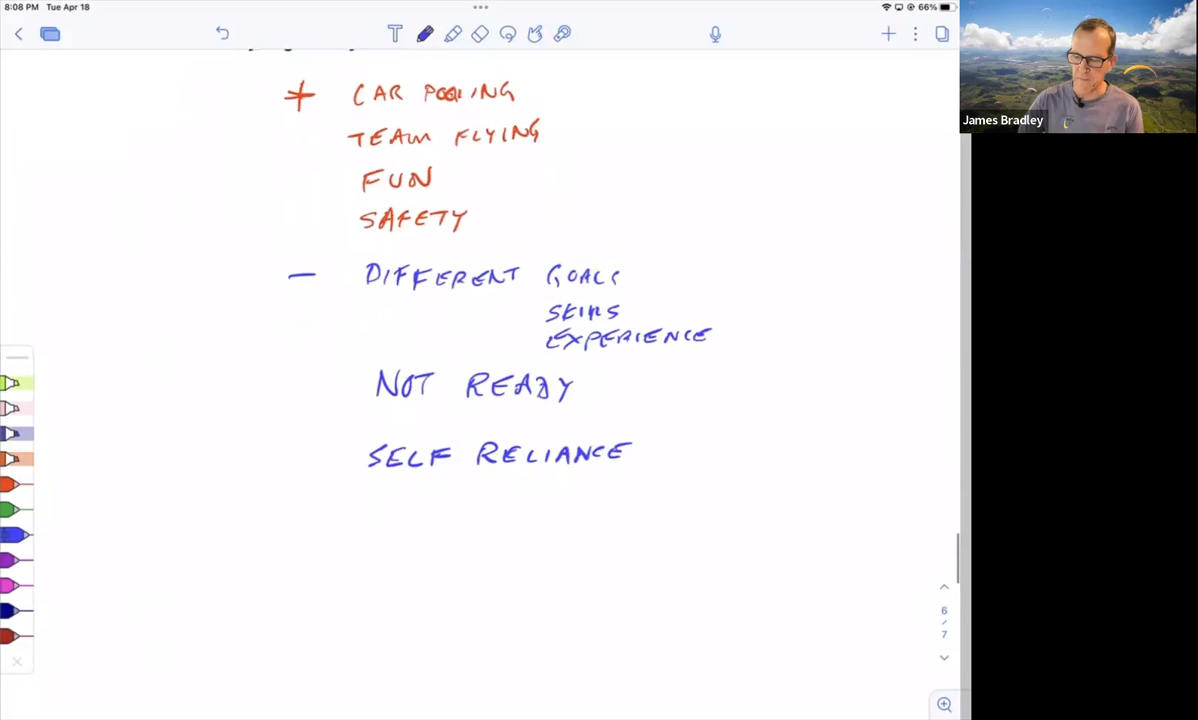 8:08 PM Tue Apr 18
66%
James Bradley
+ CAR POOLING
TEAM FLYING
FUN
SAFETY
- DIFFERENT GOALS
SKILLS
EXPERIENCE
NOT READY
SELF RELIANCE
6
/
7